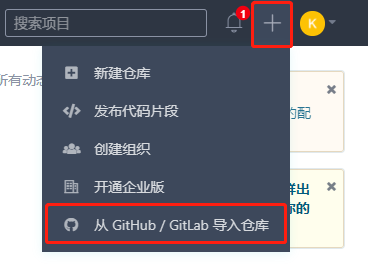 搜索项目
1
K
新建仓库
所有动态
发布代码片段
的配
创建组织
开通企业版
样出
你的
从 GitHub / GitLab 导入仓库